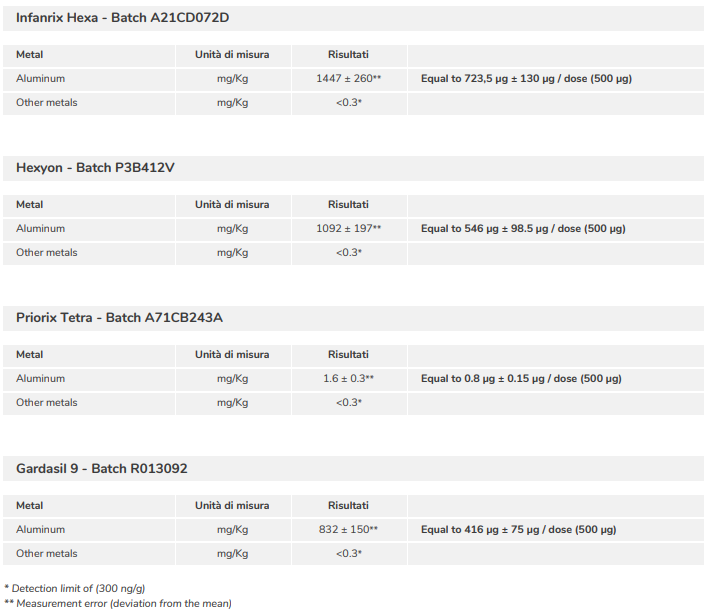 Infanrix Hexa - Batch A21CD072D
Metal Unità di misura Risultati
Aluminum mg/Kg 1447 ± 260** Equal to 723,5 µg ± 130 µg / dose (500 µg)
Other metals mg/Kg <0.3*
Hexyon - Batch P3B412V
Metal Unità di misura Risultati
Aluminum mg/Kg 1092 ± 197** Equal to 546 µg ± 98.5 µg / dose (500 µg)
Other metals mg/Kg <0.3*
Priorix Tetra - Batch A71CB243A
Metal Unità di misura Risultati
Aluminum mg/Kg 1.6 ± 0.3** Equal to 0.8 µg ± 0.15 µg / dose (500 µg)
Other metals mg/Kg <0.3*
Gardasil 9 - Batch R013092
Metal Unità di misura Risultati
Aluminum mg/Kg 832 ± 150** Equal to 416 µg ± 75 µg / dose (500 µg)
Other metals mg/Kg <0.3*
* Detection limit of (300 ng/g)
** Measurement error (deviation from the mean)